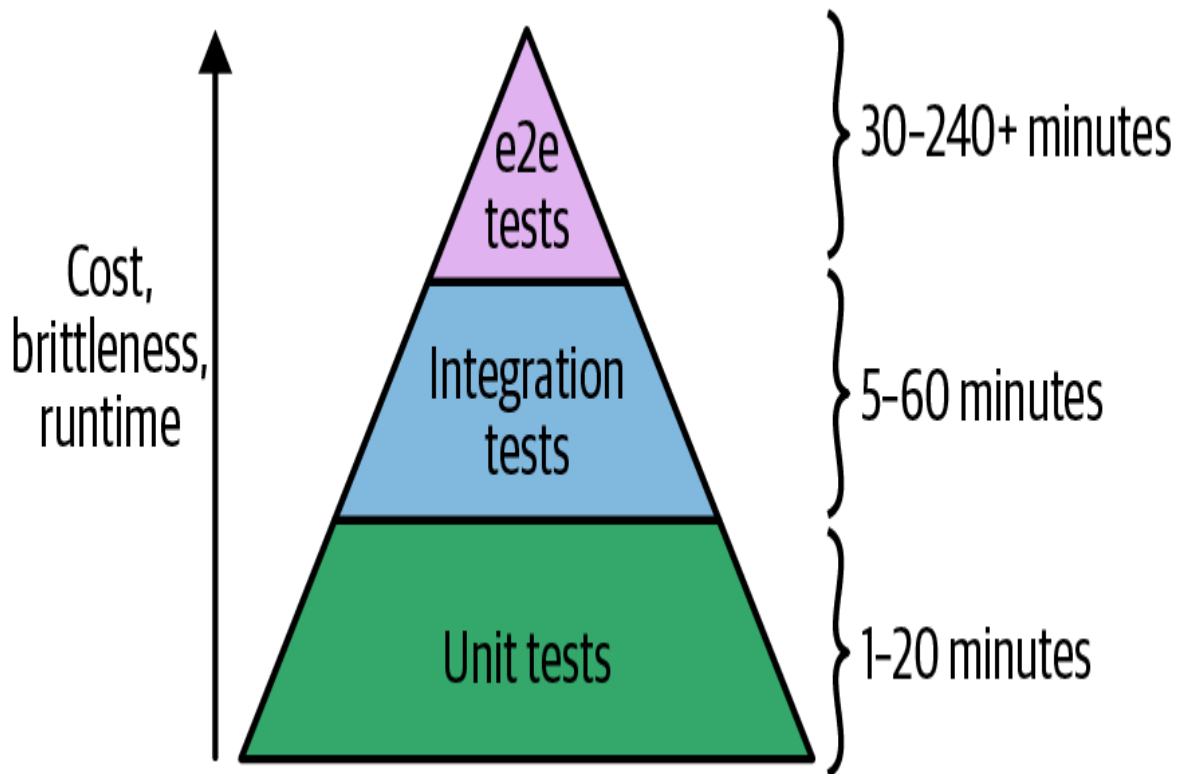 e2e
tests
30–240+ minutes
Cost,
brittleness,
runtime
Integration
tests
5–60 minutes
Unit tests
1–20 minutes